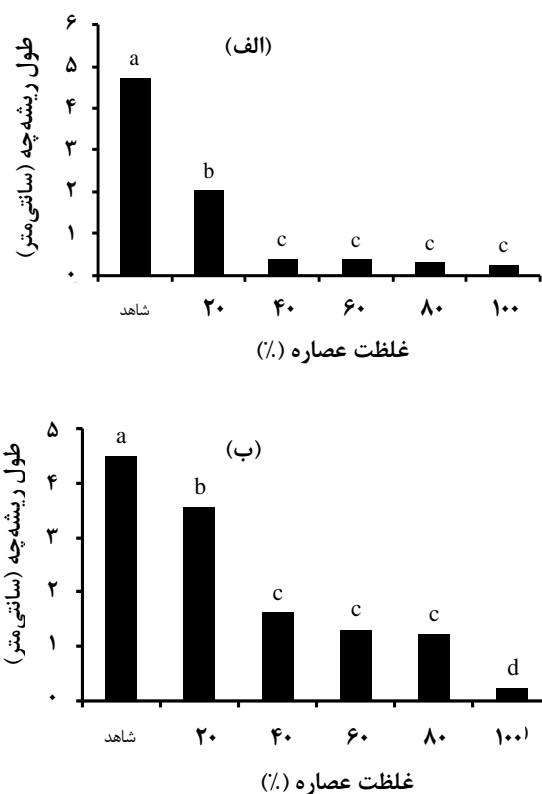 (الف)
طول ریشه‌چه (سانتی‌متر)
۶
۵
۴
۳
۲
۱
۰
a
b
c
c
c
c
شاهد ۲۰ ۴۰ ۶۰ ۸۰ ۱۰۰
غلظت عصاره (٪)
(ب)
طول ریشه‌چه (سانتی‌متر)
۵
۴
۳
۲
۱
۰
a
b
c
c
c
d
شاهد ۲۰ ۴۰ ۶۰ ۸۰ ۱۰۰(
غلظت عصاره (٪)